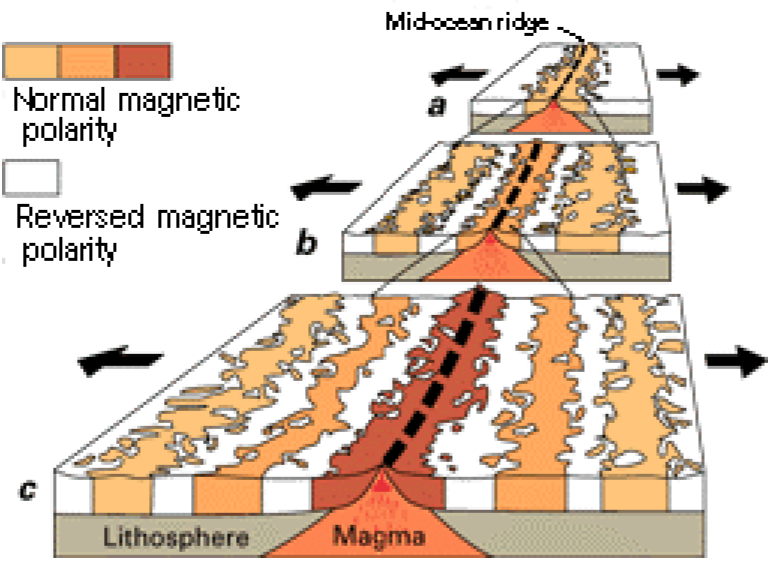 Mid-ocean ridge
Normal magnetic
polarity
a
Reversed magnetic
polarity
b
c
Lithosphere
Magma